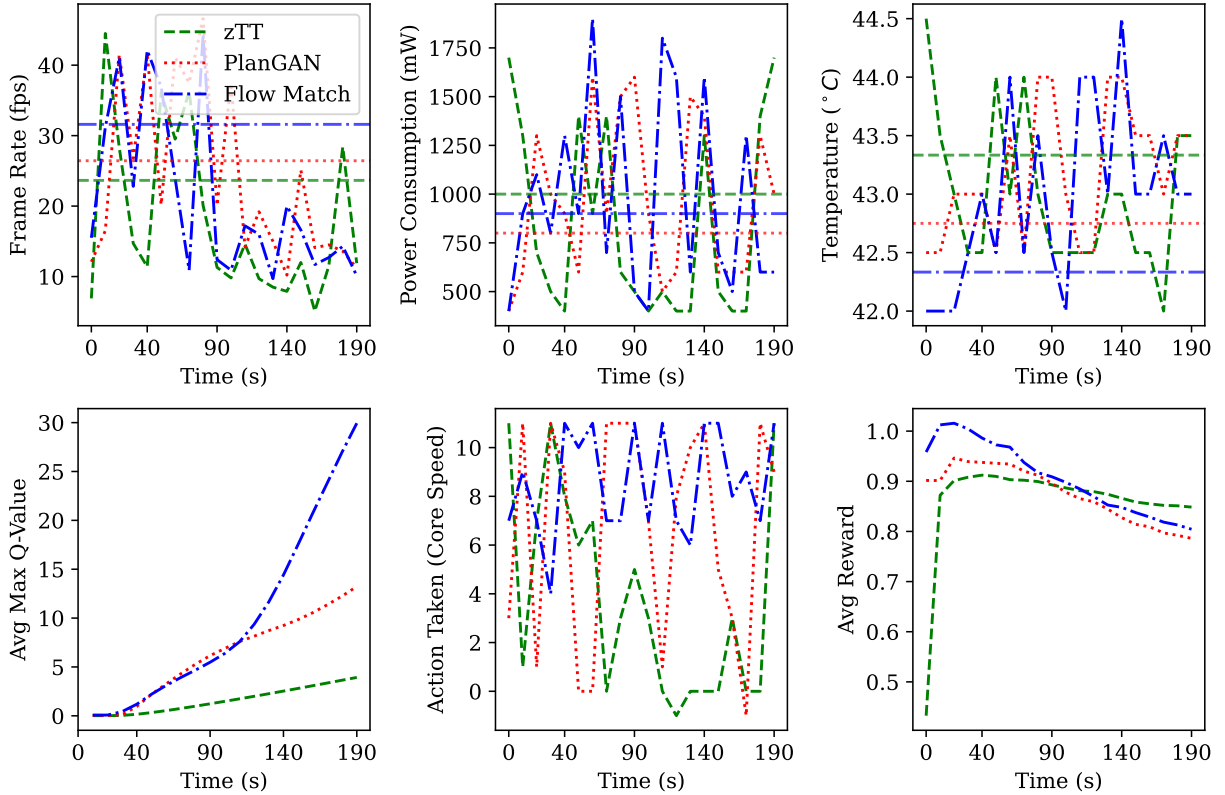 zTT
PlanGAN
Flow Match
Frame Rate (fps)
40
30
20
10
0 40 90 140 190
Time (s)
Power Consumption (mW)
1750
1500
1250
1000
750
500
0 40 90 140 190
Time (s)
Temperature (°C)
44.5
44.0
43.5
43.0
42.5
42.0
0 40 90 140 190
Time (s)
Avg Max Q-Value
30
25
20
15
10
5
0
0 40 90 140 190
Time (s)
Action Taken (Core Speed)
10
8
6
4
2
0
0 40 90 140 190
Time (s)
Avg Reward
1.0
0.9
0.8
0.7
0.6
0.5
0 40 90 140 190
Time (s)